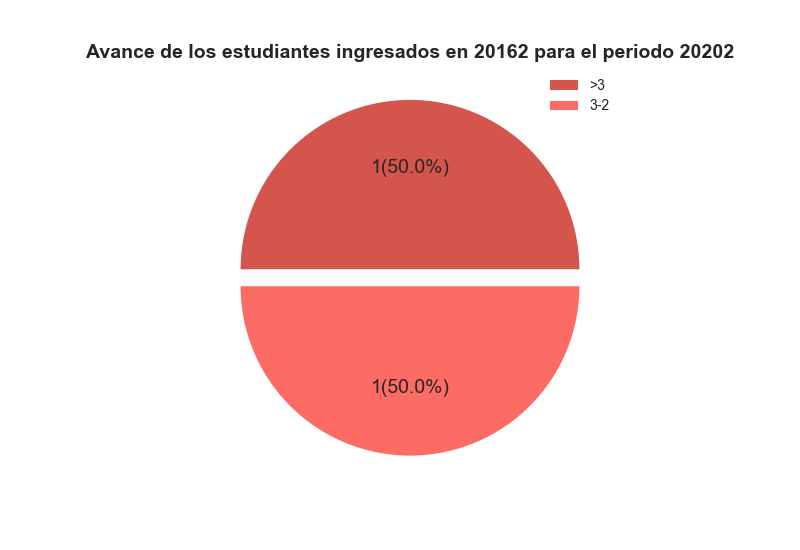 Avance de los estudiantes ingresados en 20162 para el periodo 20202
>3
3-2
1(50.0%)
1(50.0%)